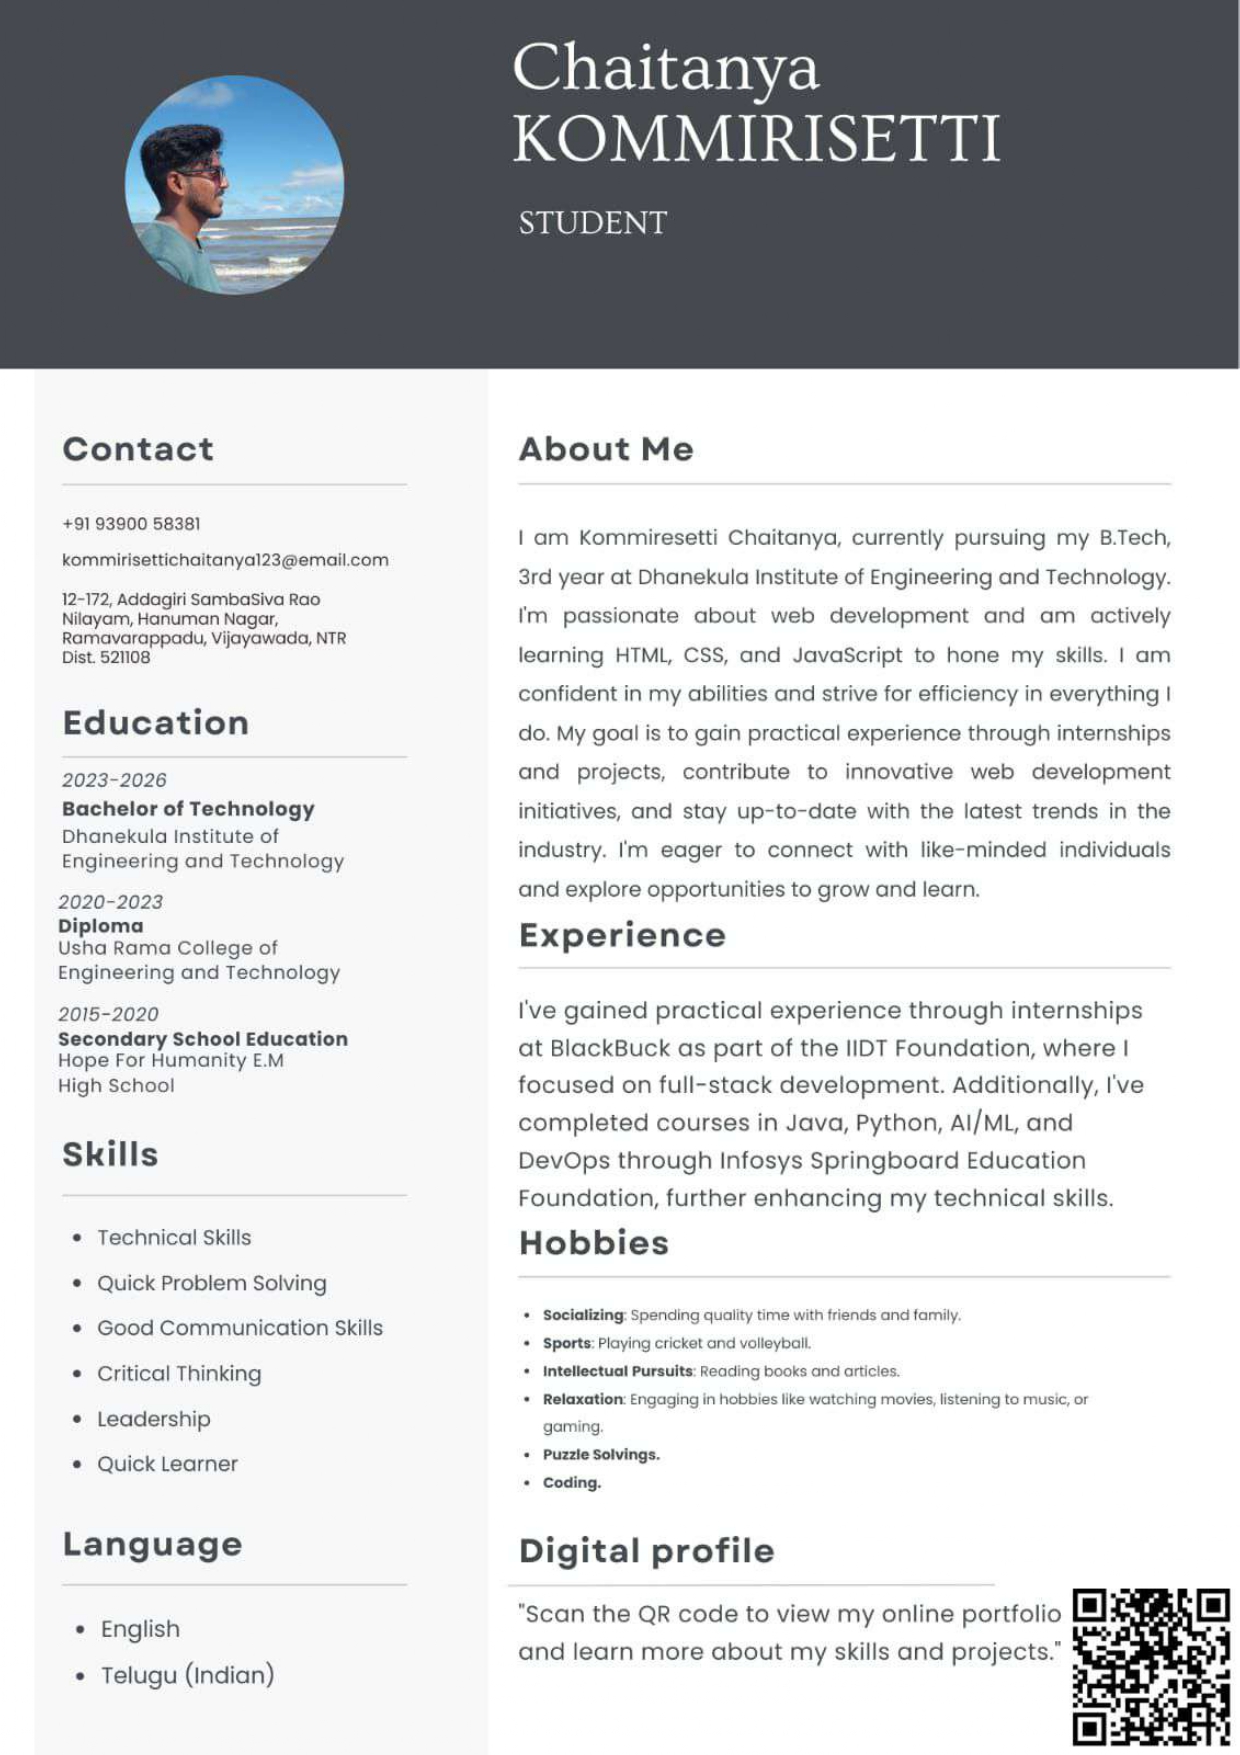 Chaitanya
KOMMIRISETTI
STUDENT
Contact
+91 93900 58381
kommirisettichaitanya123@email.com
12-172, Addagiri SambaSiva Rao
Nilayam, Hanuman Nagar,
Ramavarappadu, Vijayawada, NTR
Dist. 521108
Education
2023-2026
Bachelor of Technology
Dhanekula Institute of
Engineering and Technology
2020-2023
Diploma
Usha Rama College of
Engineering and Technology
2015-2020
Secondary School Education
Hope For Humanity E.M
High School
Skills
• Technical Skills
• Quick Problem Solving
• Good Communication Skills
• Critical Thinking
• Leadership
• Quick Learner
Language
• English
• Telugu (Indian)
About Me
I am Kommiresetti Chaitanya, currently pursuing my B.Tech,
3rd year at Dhanekula Institute of Engineering and Technology.
I'm passionate about web development and am actively
learning HTML, CSS, and JavaScript to hone my skills. I am
confident in my abilities and strive for efficiency in everything I
do. My goal is to gain practical experience through internships
and projects, contribute to innovative web development
initiatives, and stay up-to-date with the latest trends in the
industry. I'm eager to connect with like-minded individuals
and explore opportunities to grow and learn.
Experience
I've gained practical experience through internships
at BlackBuck as part of the IIDT Foundation, where I
focused on full-stack development. Additionally, I've
completed courses in Java, Python, AI/ML, and
DevOps through Infosys Springboard Education
Foundation, further enhancing my technical skills.
Hobbies
• Socializing: Spending quality time with friends and family.
• Sports: Playing cricket and volleyball.
• Intellectual Pursuits: Reading books and articles.
• Relaxation: Engaging in hobbies like watching movies, listening to music, or
gaming.
• Puzzle Solvings.
• Coding.
Digital profile
"Scan the QR code to view my online portfolio
and learn more about my skills and projects."